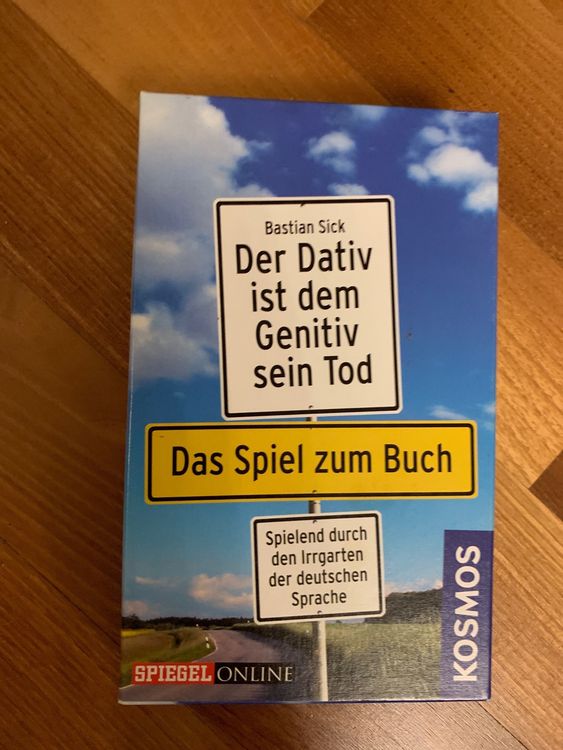 Bastian Sick
Der Dativ
ist dem
Genitiv
sein Tod
Das Spiel zum Buch
Spielend durch
den Irrgarten
der deutschen
Sprache
KOSMOS
SPIEGEL ONLINE